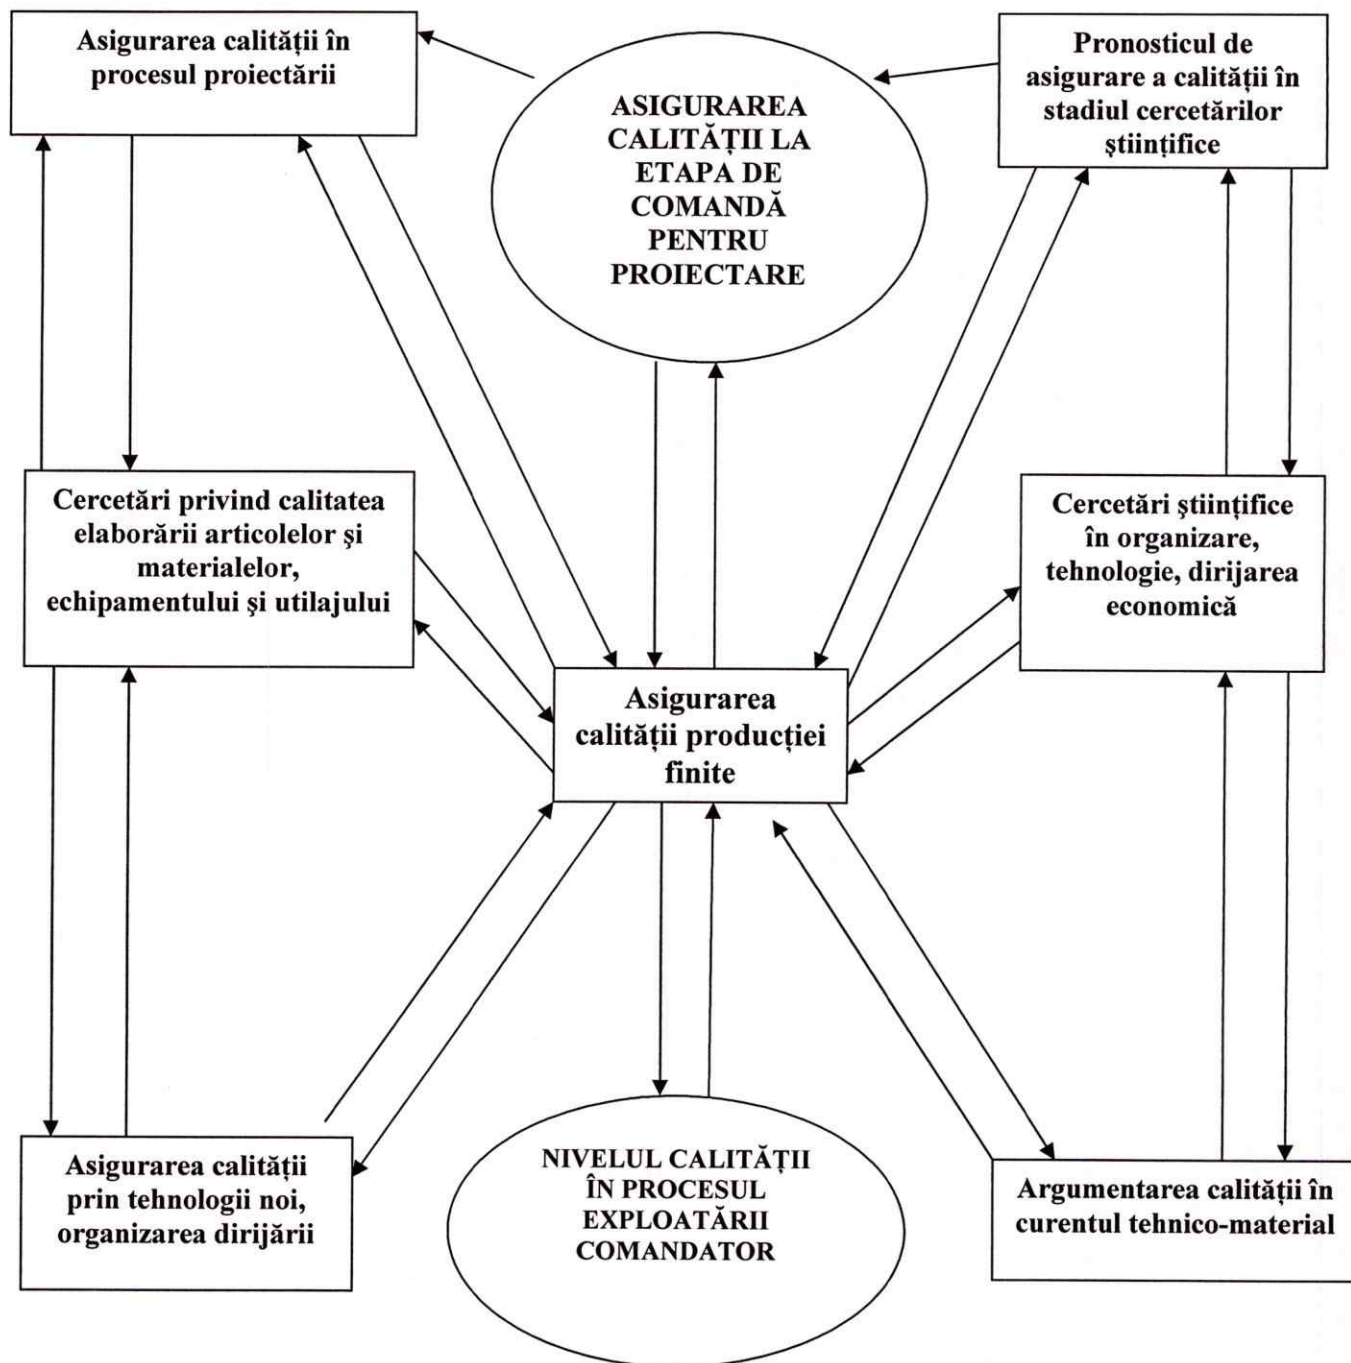 Asigurarea calității în
procesul proiectării
ASIGURAREA
CALITĂȚII LA
ETAPA DE
COMANDĂ
PENTRU
PROIECTARE
Pronosticul de
asigurare a calității în
stadiul cercetărilor
științifice
Cercetări privind calitatea
elaborării articolelor şi
materialelor,
echipamentului şi utilajului
Cercetări ştiințifice
în organizare,
tehnologie, dirijarea
economică
Asigurarea
calității producției
finite
Asigurarea calității
prin tehnologii noi,
organizarea dirijării
NIVELUL CALITĂȚII
ÎN PROCESUL
EXPLOATĂRII
COMANDATOR
Argumentarea calității în
curentul tehnico-material